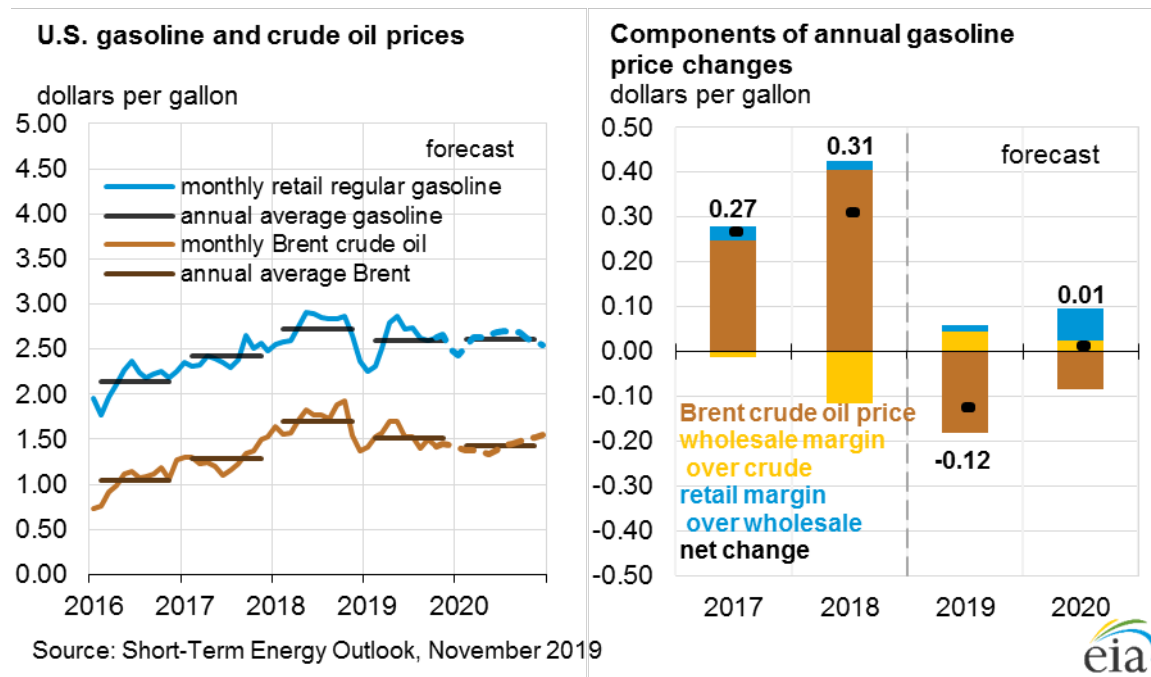 U.S. gasoline and crude oil prices
dollars per gallon
5.00
4.50
4.00
3.50
3.00
2.50
2.00
1.50
1.00
0.50
0.00
forecast
monthly retail regular gasoline
annual average gasoline
monthly Brent crude oil
annual average Brent
2016
2017
2018
2019
2020
Source: Short-Term Energy Outlook, November 2019
Components of annual gasoline
price changes
dollars per gallon
0.50
0.40
0.30
0.20
0.10
0.00
-0.10
-0.20
-0.30
-0.40
-0.50
0.27
0.31
-0.12
0.01
forecast
Brent crude oil price
wholesale margin
over crude
retail margin
over wholesale
net change
2017
2018
2019
2020
eia